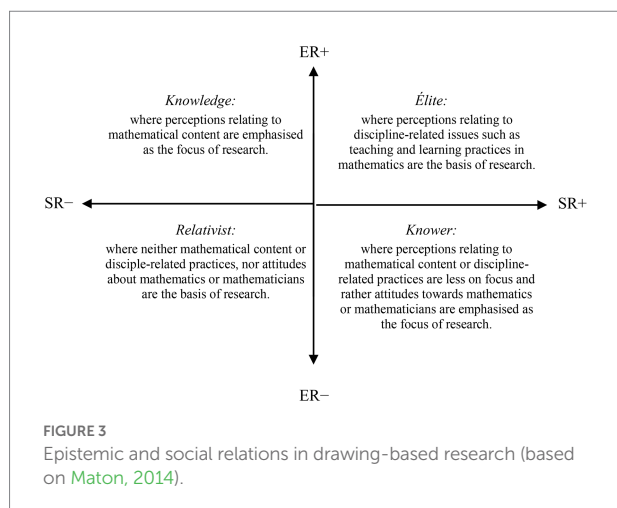 ER+
Knowledge:
where perceptions relating to
mathematical content are emphasised
as the focus of research.
Élite:
where perceptions relating to
discipline-related issues such as
teaching and learning practices in
mathematics are the basis of research.
SR−
SR+
Relativist:
where neither mathematical content or
disciple-related practices, nor attitudes
about mathematics or mathematicians
are the basis of research.
Knower:
where perceptions relating to
mathematical content or discipline-
related practices are less on focus and
rather attitudes towards mathematics
or mathematicians are emphasised as
the focus of research.
ER−
FIGURE 3
Epistemic and social relations in drawing-based research (based
on Maton, 2014).